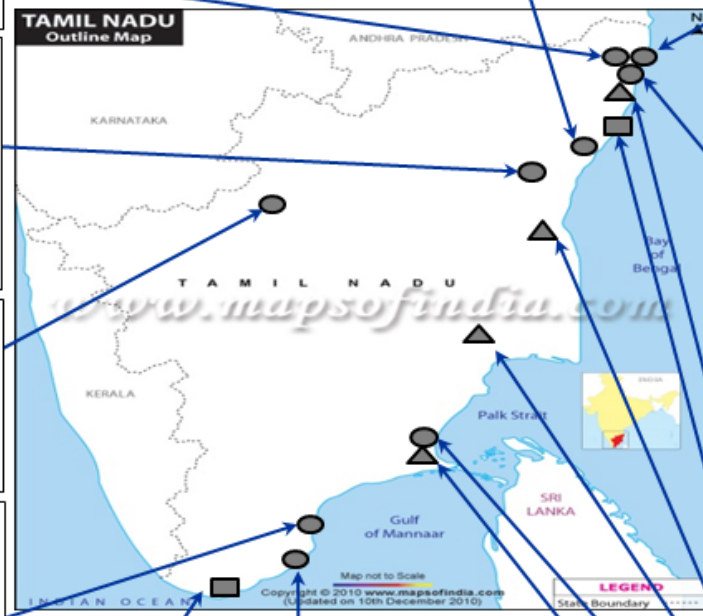 TAMIL NADU
Outline Map
N
ANDHRA PRADESH
KARNATAKA
Bay
of
Bengal
TAMIL NADU
www.mapsofindia.com
INDIA
KERALA
Palk Strait
SRI
LANKA
Gulf
of Mannaar
Map not to Scale
Copyright © 2010 www.mapsofindia.com
(Updated on 10th December 2010)
INDIAN OCEAN
LEGEND
State Boundary